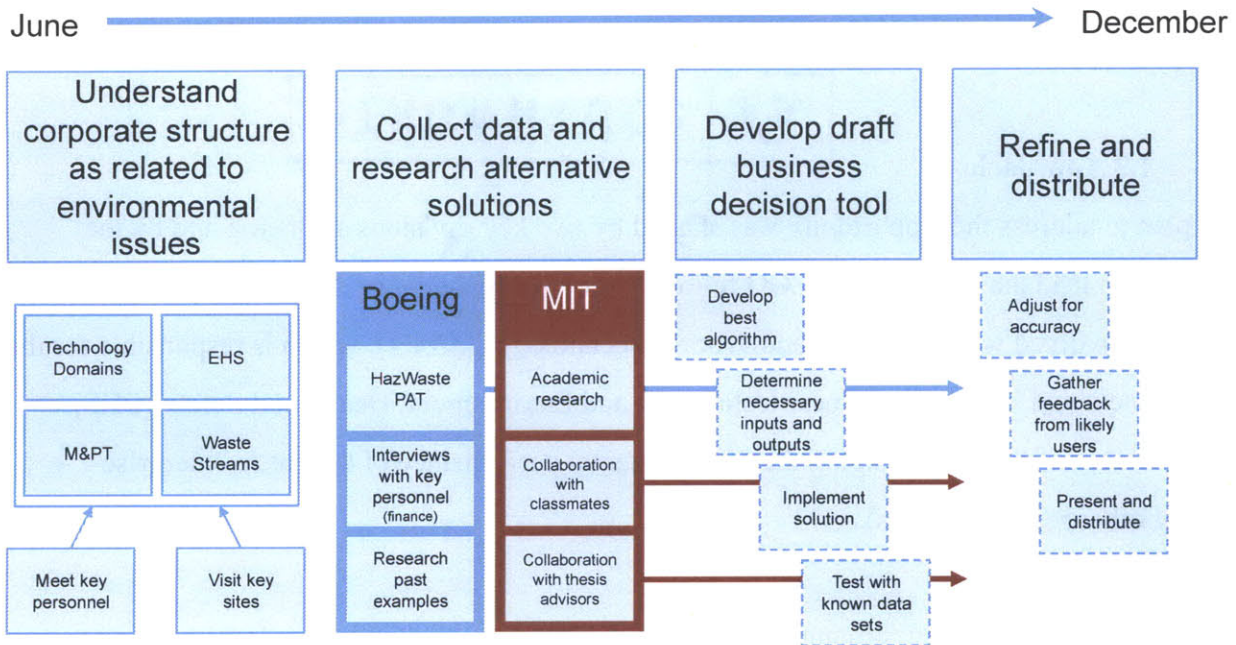 June
December
Understand
corporate structure
as related to
environmental
issues
Collect data and
research alternative
solutions
Develop draft
business
decision tool
Refine and
distribute
Technology
Domains
EHS
M&PT
Waste
Streams
Meet key
personnel
Visit key
sites
Boeing
HazWaste
PAT
Interviews
with key
personnel
(finance)
Research
past
examples
MIT
Academic
research
Collaboration
with
classmates
Collaboration
with thesis
advisors
Develop
best
algorithm
Determine
necessary
inputs and
outputs
Implement
solution
Test with
known data
sets
Adjust for
accuracy
Gather
feedback
from likely
users
Present and
distribute